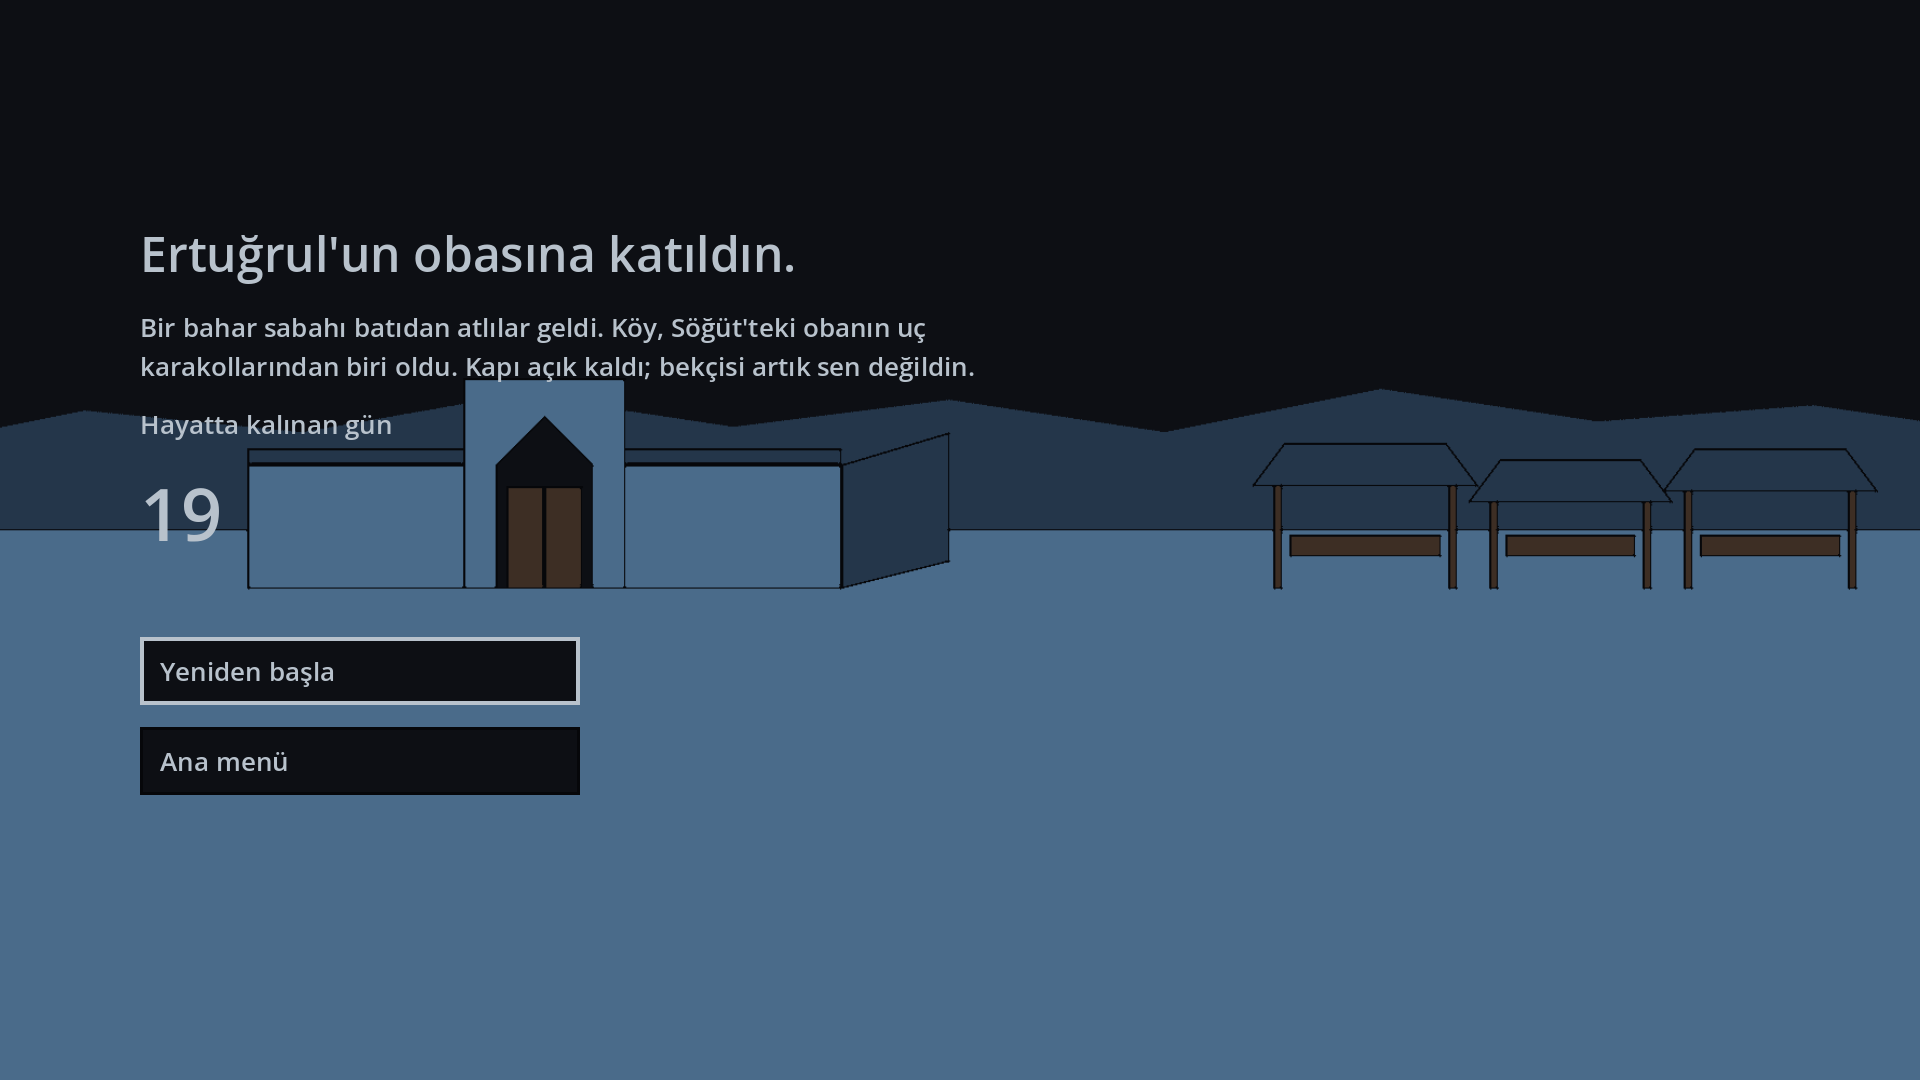 Ertuğrul'un obasına katıldın.
Bir bahar sabahı batıdan atlılar geldi. Köy, Söğüt'teki obanın uç
karakollarından biri oldu. Kapı açık kaldı; bekçisi artık sen değildin.
Hayatta kalınan gün
19
Yeniden başla
Ana menü